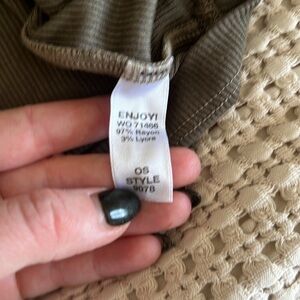 ENJOY!
WO 71466
97% Rayon
3% Lycra
OS
STYLE
9078